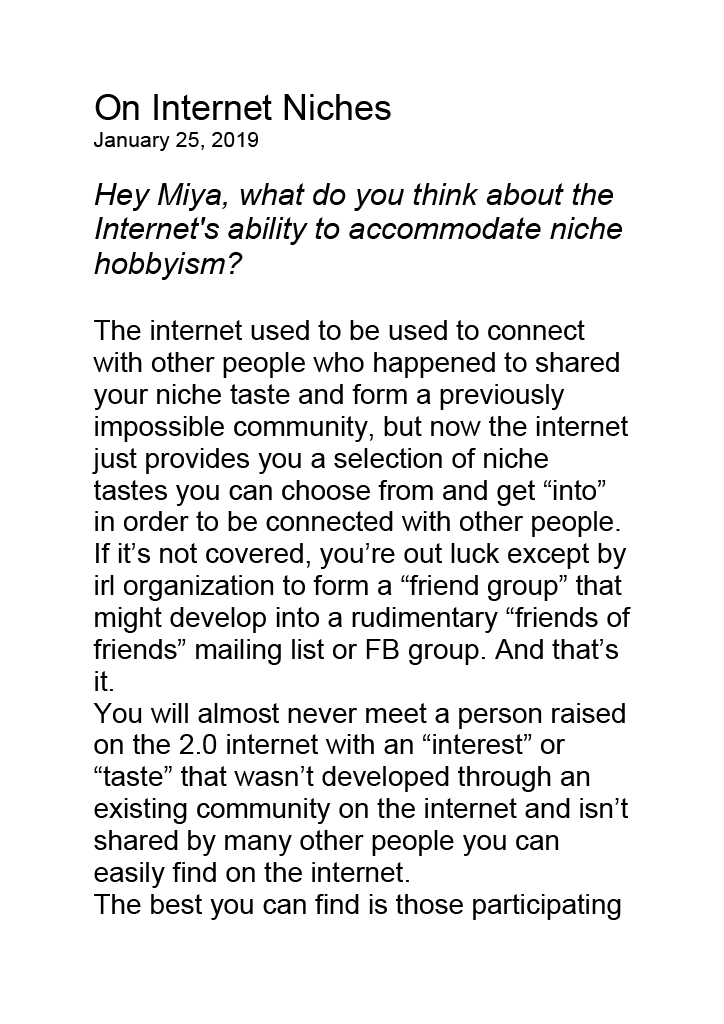 On Internet Niches
January 25, 2019
Hey Miya, what do you think about the
Internet's ability to accommodate niche
hobbyism?
The internet used to be used to connect
with other people who happened to shared
your niche taste and form a previously
impossible community, but now the internet
just provides you a selection of niche
tastes you can choose from and get “into”
in order to be connected with other people.
If it’s not covered, you’re out luck except by
irl organization to form a “friend group” that
might develop into a rudimentary “friends of
friends” mailing list or FB group. And that’s
it.
You will almost never meet a person raised
on the 2.0 internet with an “interest” or
“taste” that wasn’t developed through an
existing community on the internet and isn’t
shared by many other people you can
easily find on the internet.
The best you can find is those participating